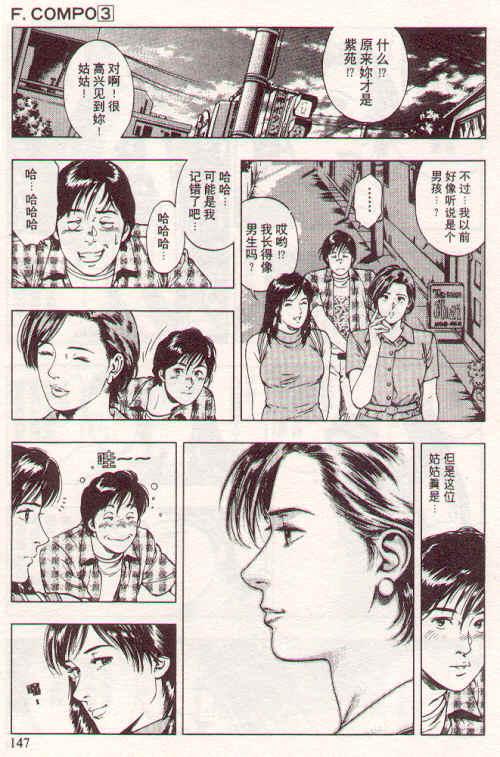 F. COMPO 3
什么!?
原来妳才是
紫苑!?
对啊!很
高兴见到妳!
姑姑!
不过…我以前
好像听说是个
男孩…?
……
哎哟!?
我长得像
男生吗?
哈哈…
可能是我
记错了吧…
哈哈
哈哈…
哈…
哈哈哈
但是这位
姑姑真是…
哇~~
147